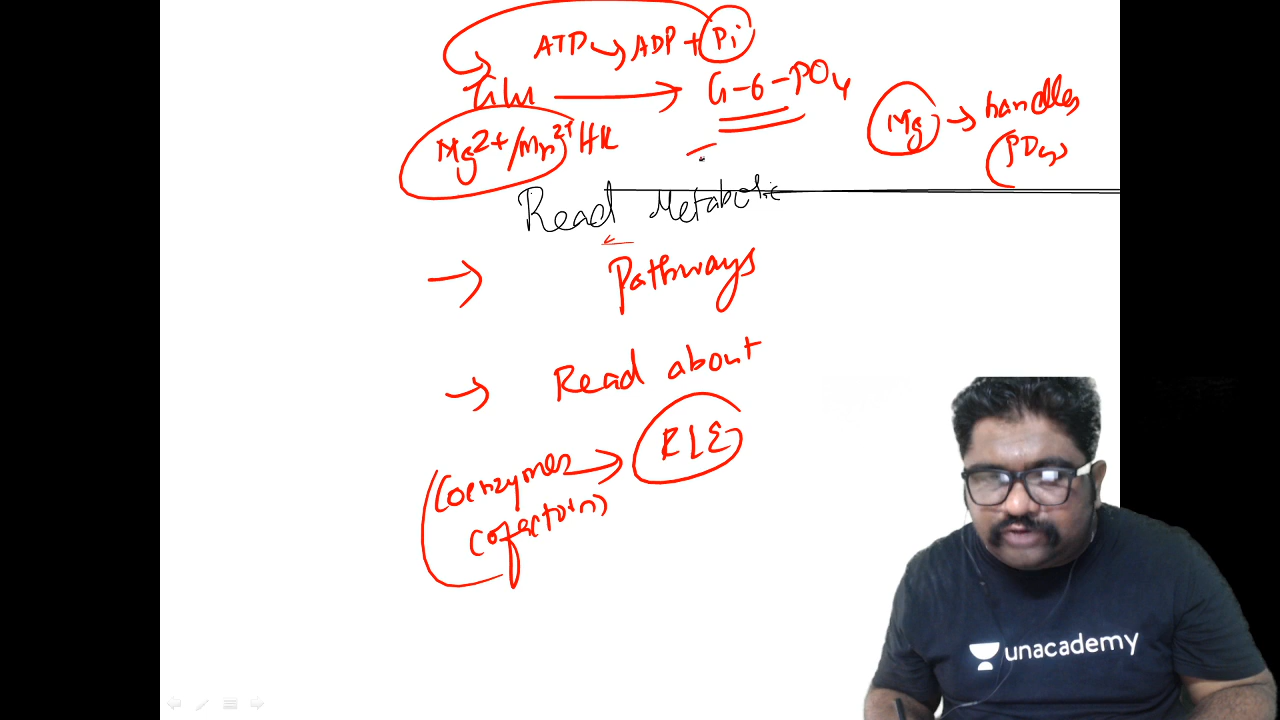 ATP → ADP + Pi
Glu → G-6-PO4
Mg2+/Mn2+ HK
Mg → handles
PO4s
Read Metabolic
→ Pathways
→ Read about
Coenzymes → RLE
cofactors
unacademy